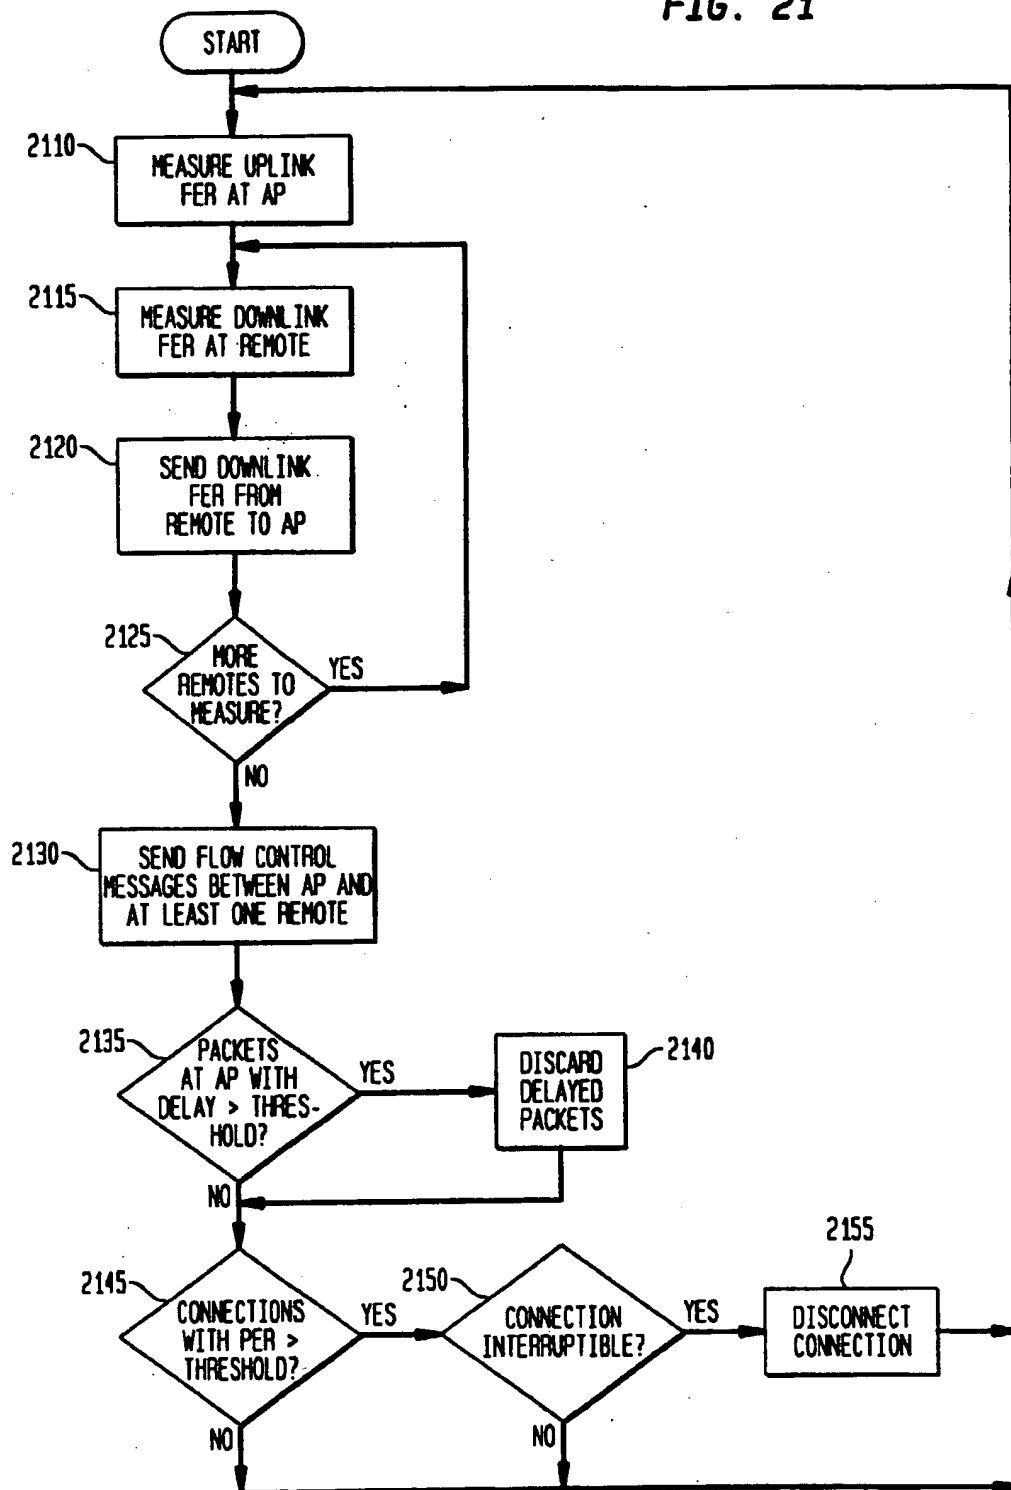 FIG. 21
START
2110
MEASURE UPLINK
FER AT AP
2115
MEASURE DOWNLINK
FER AT REMOTE
2120
SEND DOWNLINK
FER FROM
REMOTE TO AP
2125
MORE
REMOTES TO
MEASURE?
YES
NO
2130
SEND FLOW CONTROL
MESSAGES BETWEEN AP AND
AT LEAST ONE REMOTE
2135
PACKETS
AT AP WITH
DELAY > THRES-
HOLD?
YES
DISCARD
DELAYED
PACKETS
2140
NO
2145
CONNECTIONS
WITH PER >
THRESHOLD?
YES
2150
CONNECTION
INTERRUPTIBLE?
YES
2155
DISCONNECT
CONNECTION
NO
NO